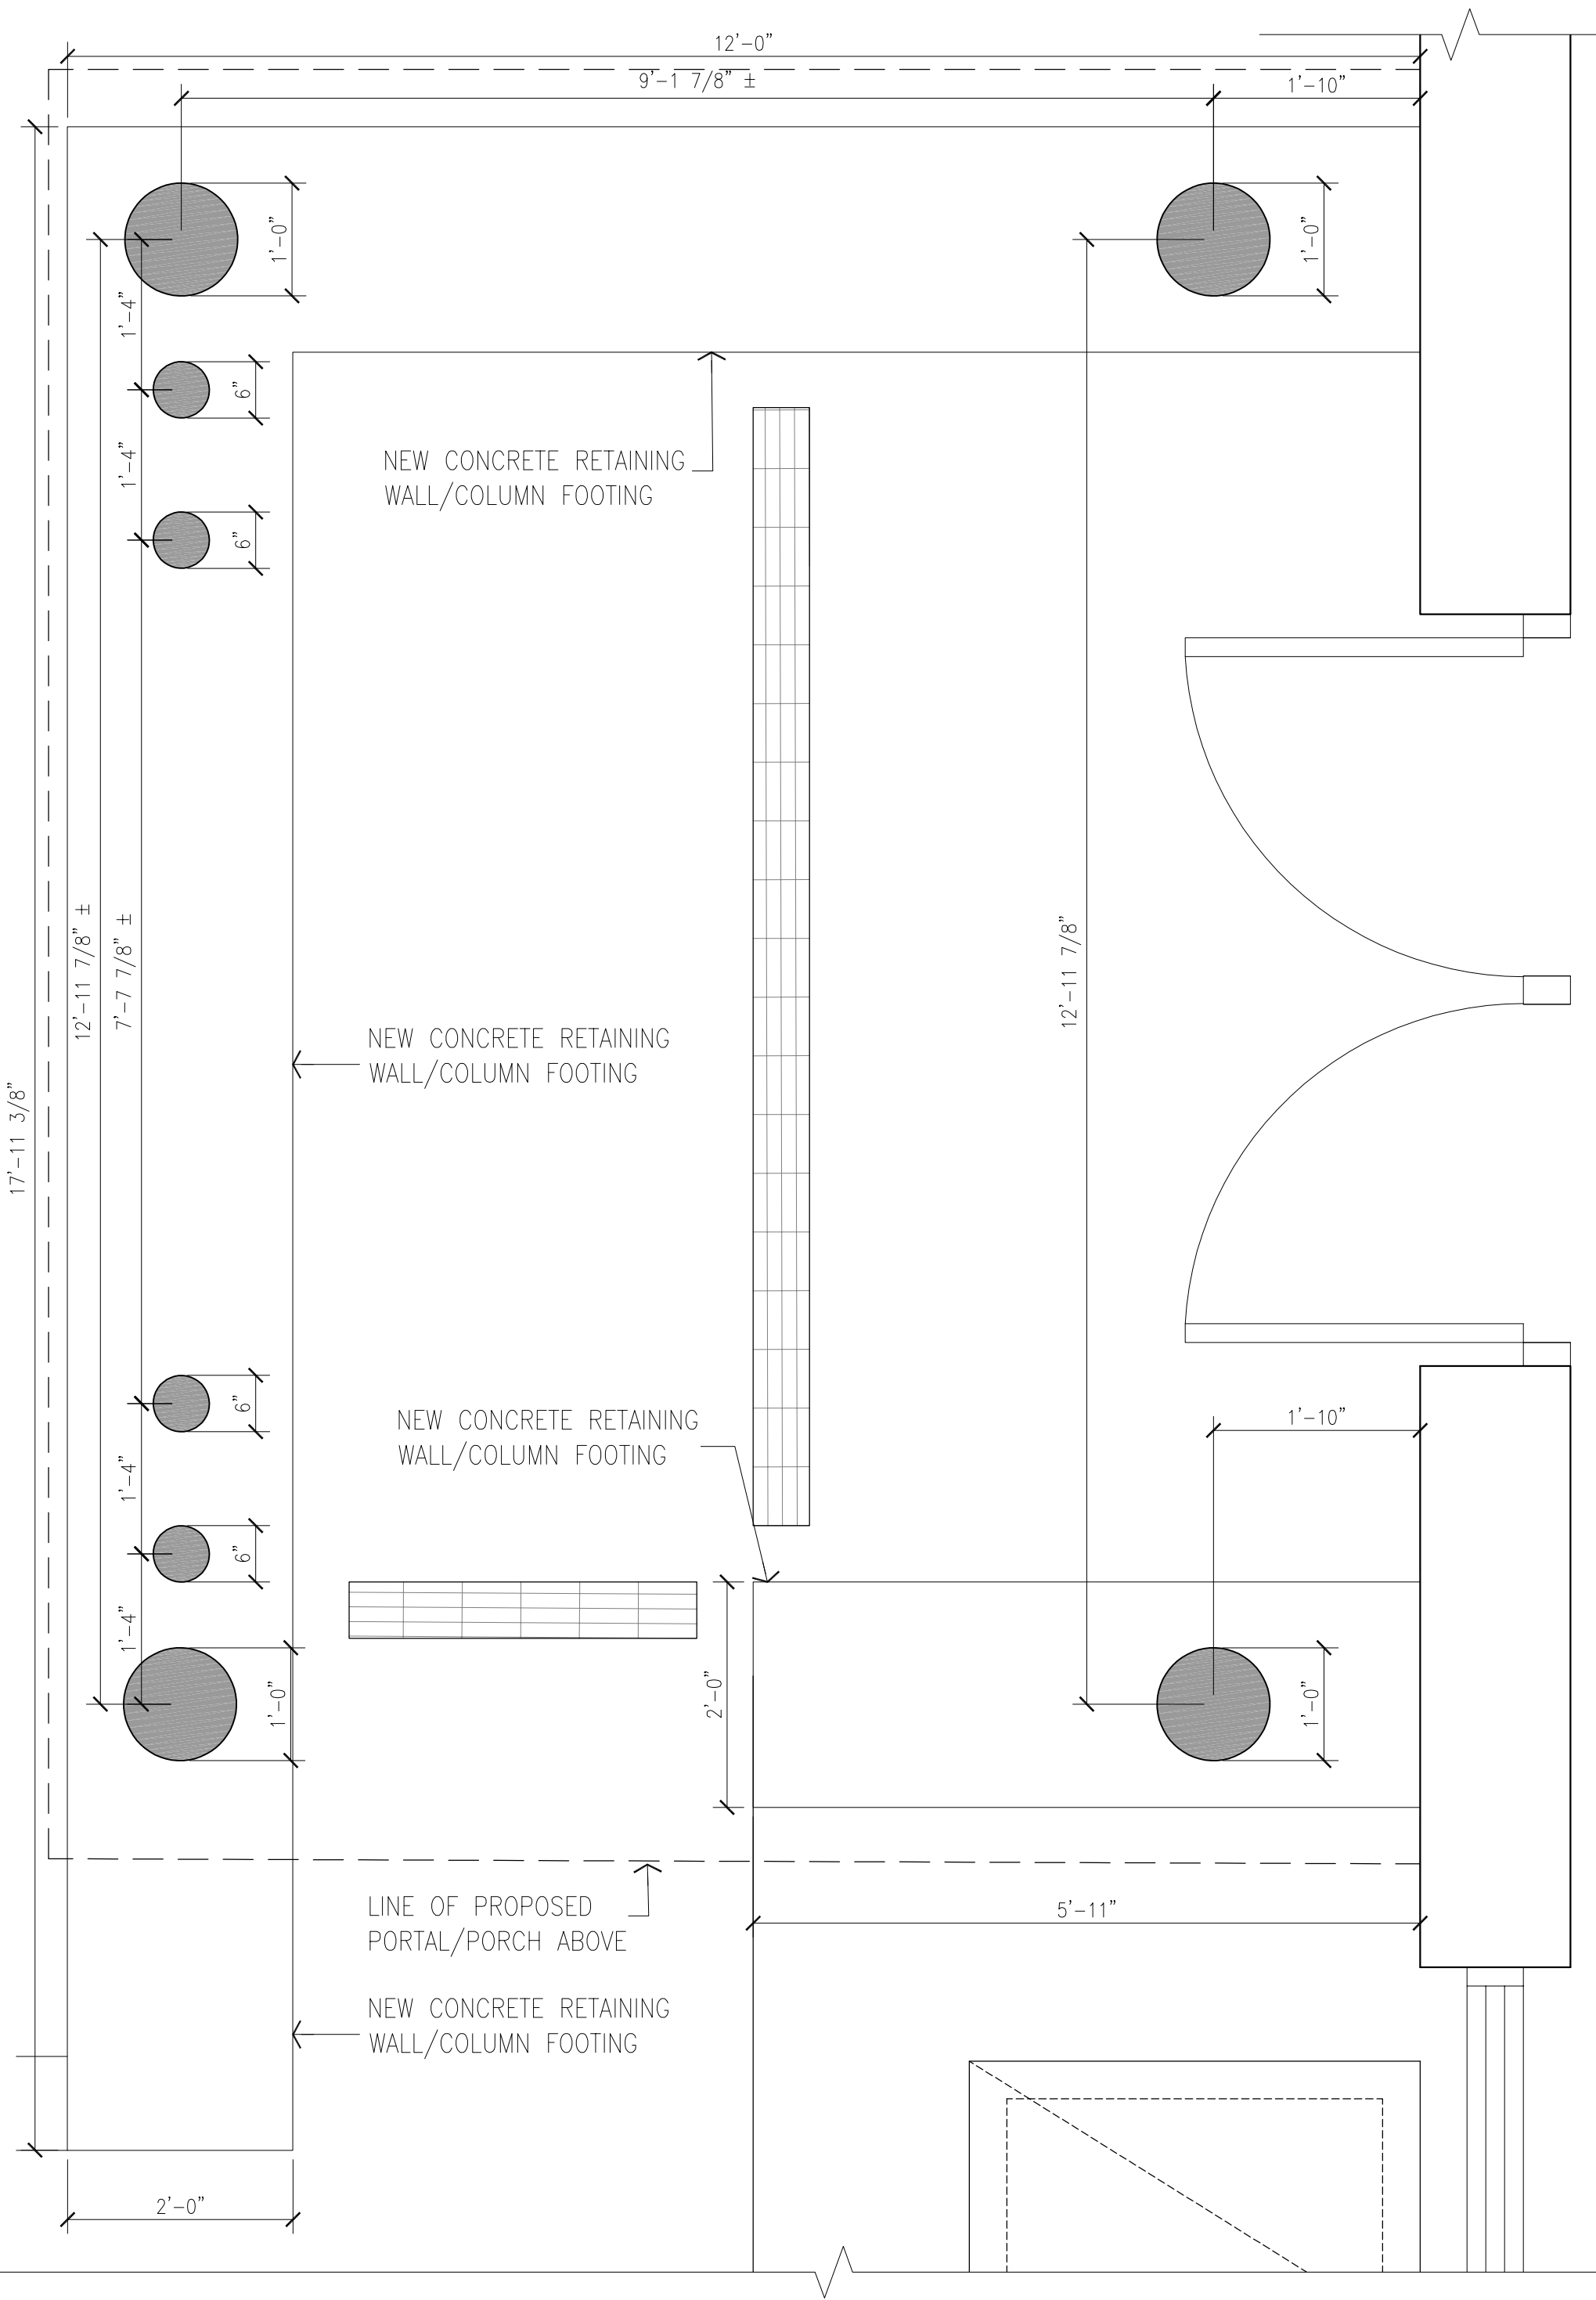 12'-0"
9'-1 7/8" ±
1'-10"
1'-0"
1'-0"
1'-4"
6"
1'-4"
NEW CONCRETE RETAINING
WALL/COLUMN FOOTING
6"
12'-11 7/8" ±
7'-7 7/8" ±
12'-11 7/8"
17'-11 3/8"
NEW CONCRETE RETAINING
WALL/COLUMN FOOTING
6"
NEW CONCRETE RETAINING
WALL/COLUMN FOOTING
1'-10"
1'-4"
6"
1'-4"
1'-0"
2'-0"
1'-0"
LINE OF PROPOSED
PORTAL/PORCH ABOVE
5'-11"
NEW CONCRETE RETAINING
WALL/COLUMN FOOTING
2'-0"